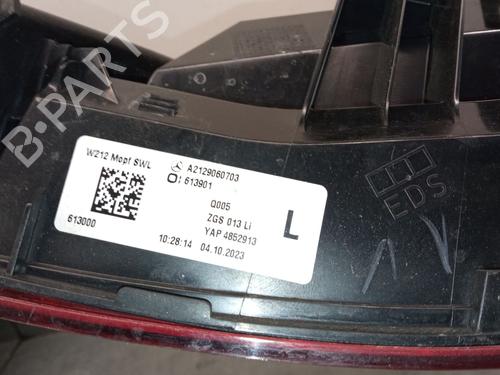 B-PARTS
W212 Mopf SWL
A2129060703
O: 613901
Q005
ZGS 013 Li
YAP 4852913
613000
10:28:14 04.10.2023
L
EDS